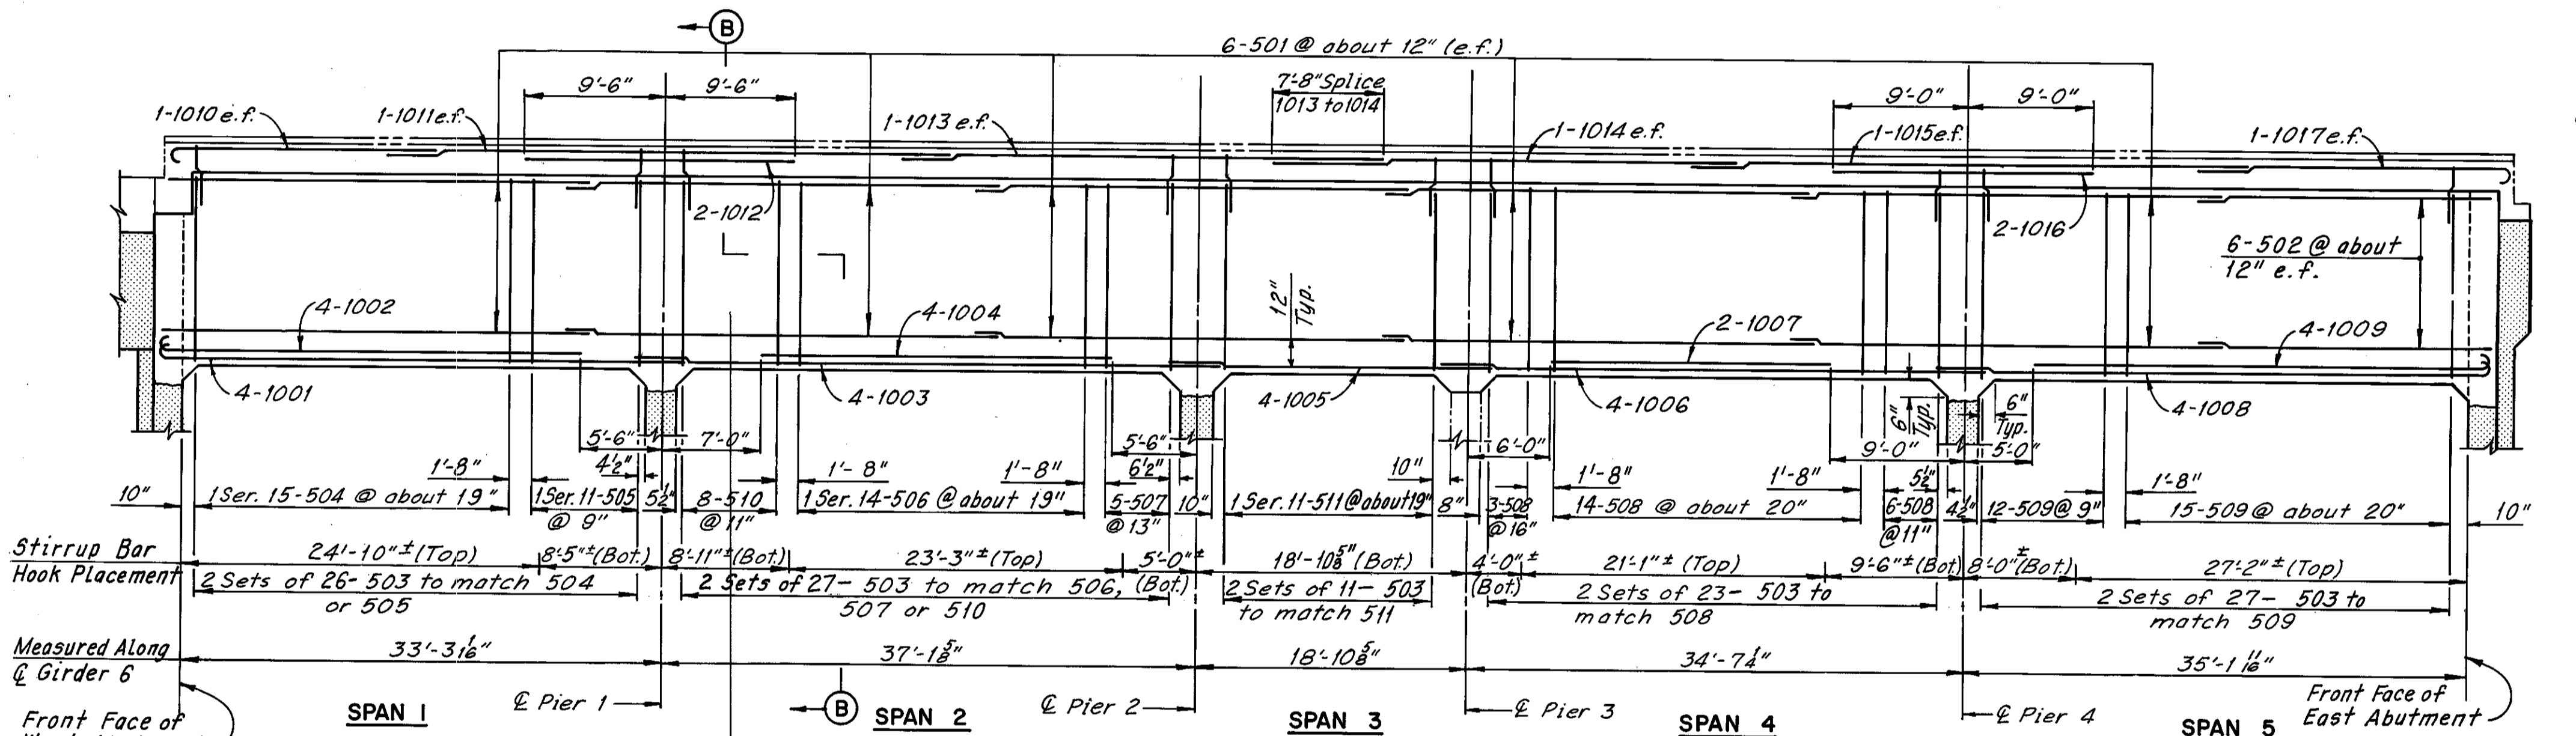 B
6-501 @ about 12" (e.f.)
9'-6"
9'-6"
7'-8" Splice
1013 to 1014
9'-0"
9'-0"
1-1010 e.f.
1-1011 e.f.
1-1013 e.f.
1-1014 e.f.
1-1015 e.f.
1-1017 e.f.
2-1012
2-1016
6-502 @ about
12" e.f.
4-1002
4-1004
12"
Typ.
2-1007
4-1009
4-1001
4-1003
4-1005
4-1006
4-1008
6"
Typ.
6"
Typ.
5'-6"
7'-0"
5'-6"
6'-0"
9'-0"
5'-0"
1'-8"
4½"
1'-8"
1'-8"
6½"
10"
1'-8"
1'-8"
5½"
1'-8"
10"
1 Ser. 15-504 @ about 19"
1 Ser. 11-505
@ 9"
5½"
8-510
@ 11"
1 Ser. 14-506 @ about 19"
5-507
@ 13"
10"
1 Ser. 11-511 @ about 19"
8"
3-508
@ 16"
14-508 @ about 20"
6-508
@ 11"
4½"
12-509 @ 9"
15-509 @ about 20"
10"
Stirrup Bar
Hook Placement
24'-10"± (Top)
8'-5"± (Bot.)
8'-11"± (Bot.)
23'-3"± (Top)
5'-0"±
(Bot.)
18'-10⅝" (Bot.)
4'-0"±
(Bot.)
21'-1"± (Top)
9'-6"± (Bot.)
8'-0"± (Bot.)
27'-2"± (Top)
2 Sets of 26-503 to match 504
or 505
2 Sets of 27-503 to match 506,
507 or 510
2 Sets of 11-503
to match 511
2 Sets of 23-503 to
match 508
2 Sets of 27-503 to
match 509
Measured Along
℄ Girder 6
33'-3 1/16"
37'-1⅝"
18'-10⅝"
34'-7¼"
35'-1 11/16"
Front Face of
SPAN 1
℄ Pier 1
B
SPAN 2
℄ Pier 2
SPAN 3
℄ Pier 3
SPAN 4
℄ Pier 4
SPAN 5
Front Face of
East Abutment